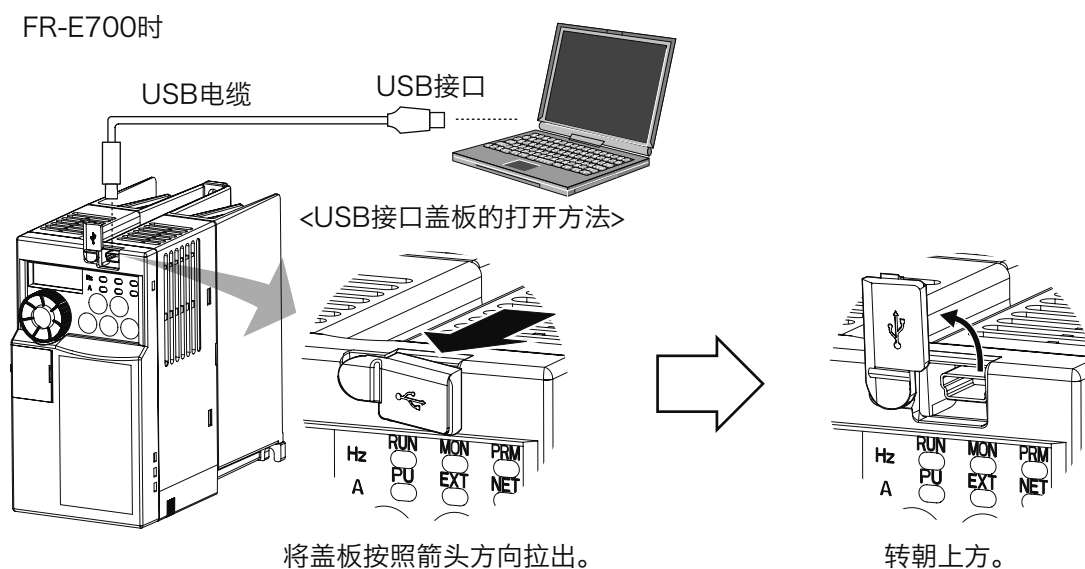 FR-E700时
USB电缆
USB接口
<USB接口盖板的打开方法>
Hz
A
Hz RUN MON PRM
A PU EXT NET
Hz RUN MON PRM
A PU EXT NET
将盖板按照箭头方向拉出。
转朝上方。